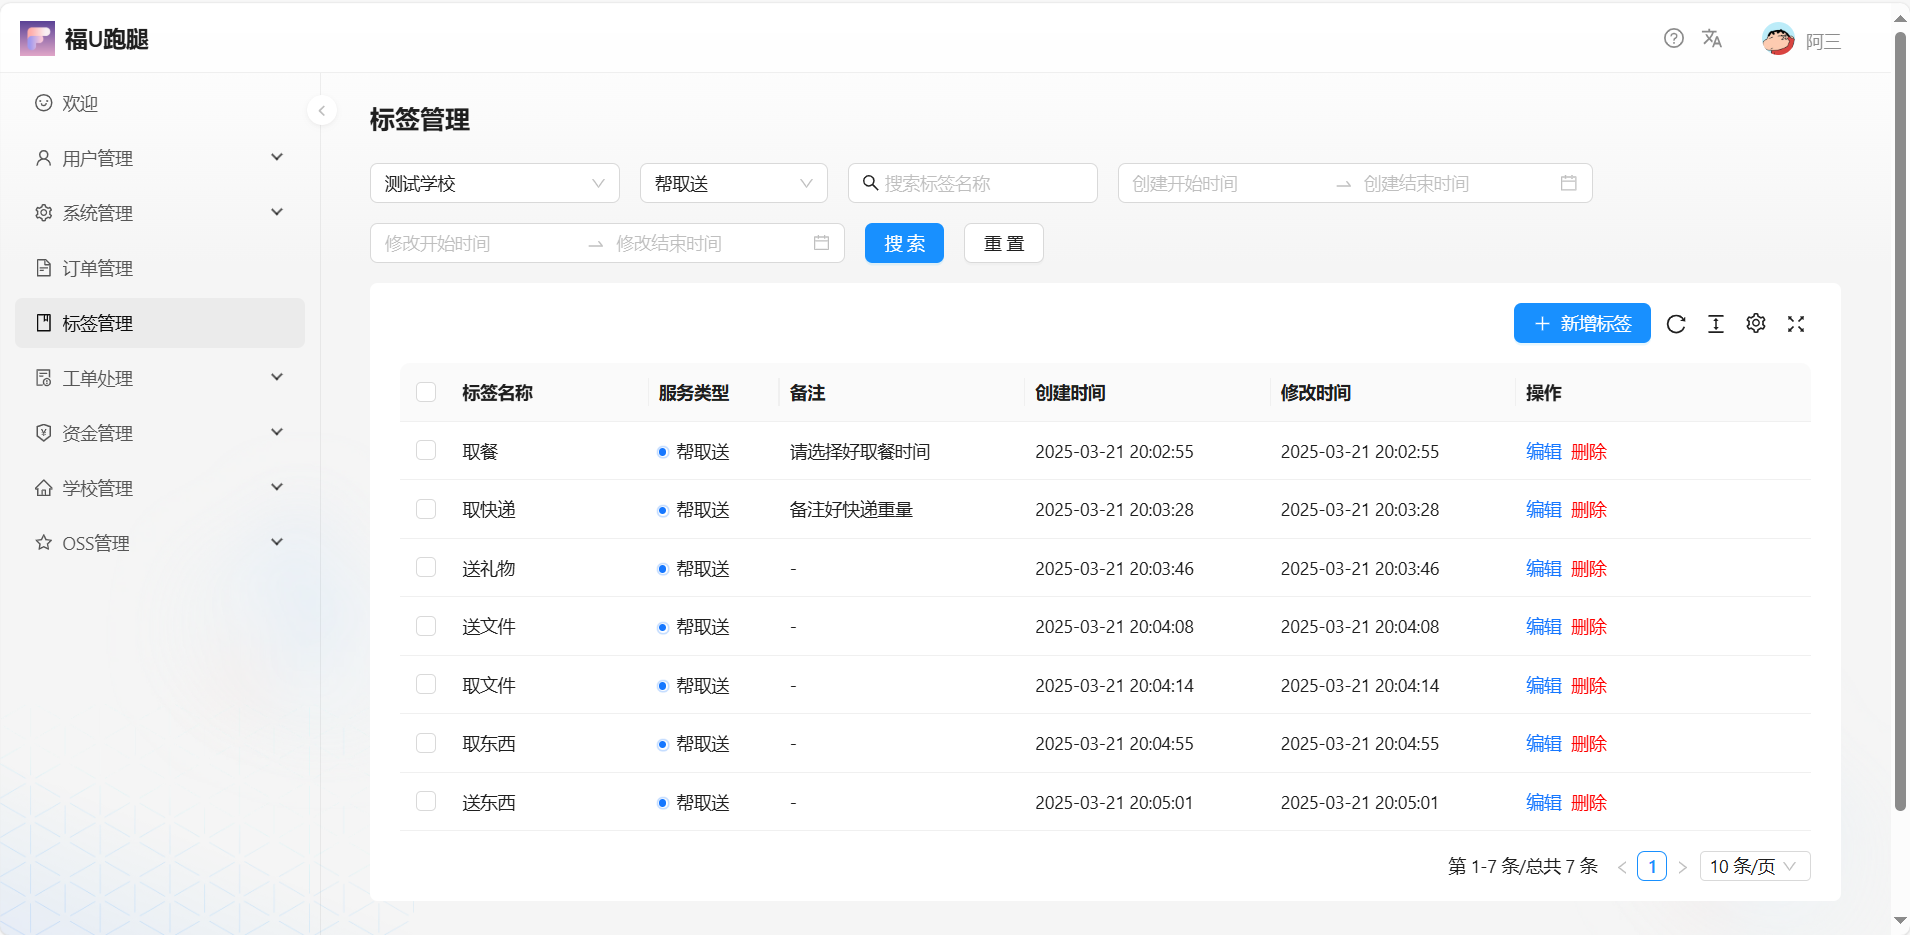 福U跑腿
阿三
欢迎
用户管理
系统管理
订单管理
标签管理
工单处理
资金管理
学校管理
OSS管理
标签管理
测试学校 帮取送 搜索标签名称 创建开始时间 创建结束时间
修改开始时间 修改结束时间 搜 索 重 置
新增标签
标签名称 服务类型 备注 创建时间 修改时间 操作
取餐 帮取送 请选择好取餐时间 2025-03-21 20:02:55 2025-03-21 20:02:55 编辑 删除
取快递 帮取送 备注好快递重量 2025-03-21 20:03:28 2025-03-21 20:03:28 编辑 删除
送礼物 帮取送 - 2025-03-21 20:03:46 2025-03-21 20:03:46 编辑 删除
送文件 帮取送 - 2025-03-21 20:04:08 2025-03-21 20:04:08 编辑 删除
取文件 帮取送 - 2025-03-21 20:04:14 2025-03-21 20:04:14 编辑 删除
取东西 帮取送 - 2025-03-21 20:04:55 2025-03-21 20:04:55 编辑 删除
送东西 帮取送 - 2025-03-21 20:05:01 2025-03-21 20:05:01 编辑 删除
第 1-7 条/总共 7 条 1 10 条/页